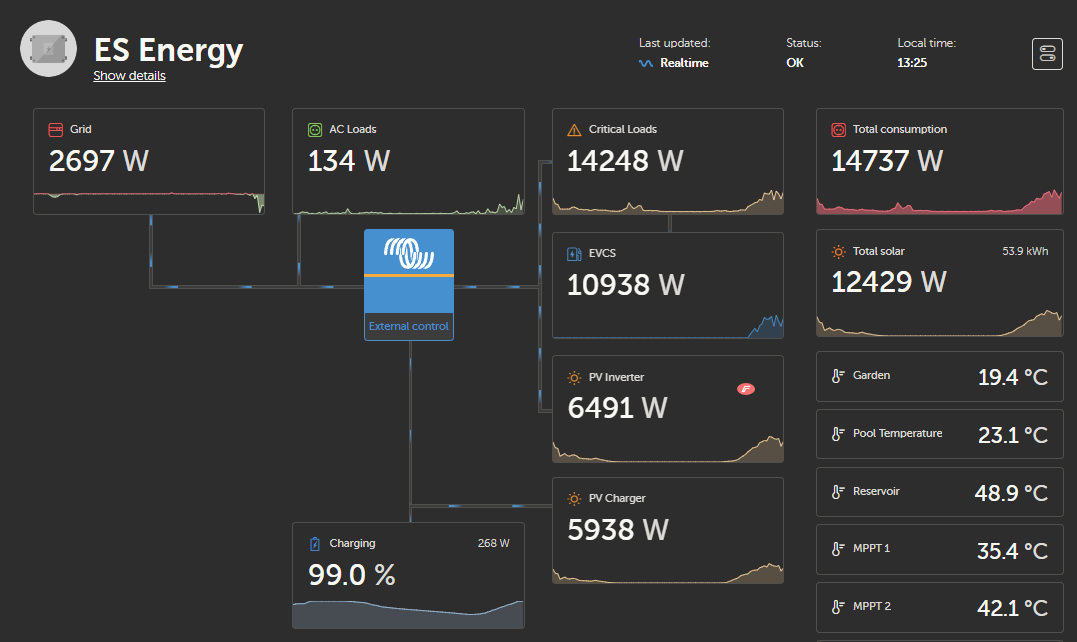 ES Energy
Show details
Last updated:
Realtime
Status:
OK
Local time:
13:25
Grid
2697 W
AC Loads
134 W
Critical Loads
14248 W
Total consumption
14737 W
External control
EVCS
10938 W
Total solar
53.9 kWh
12429 W
PV Inverter
6491 W
PV Charger
5938 W
Charging
268 W
99.0 %
Garden
19.4 °C
Pool Temperature
23.1 °C
Reservoir
48.9 °C
MPPT 1
35.4 °C
MPPT 2
42.1 °C